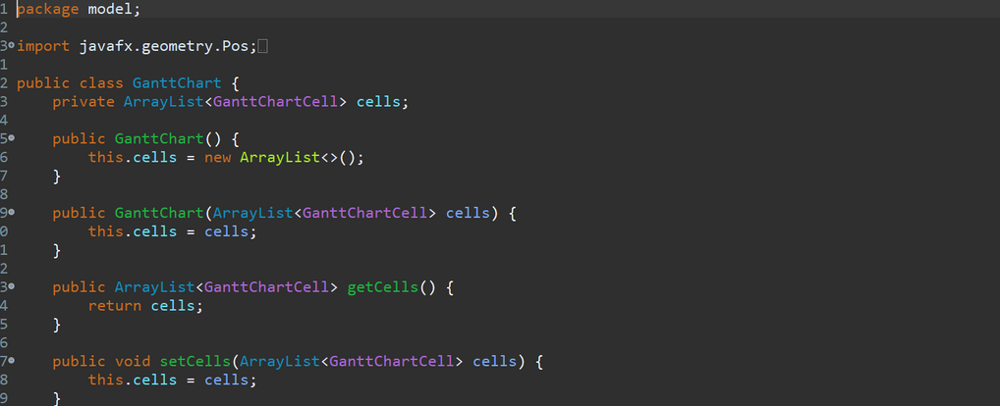 1 package model;
2
3 import javafx.geometry.Pos;
1
2 public class GanttChart {
3     private ArrayList<GanttChartCell> cells;
4
5     public GanttChart() {
6         this.cells = new ArrayList<>();
7     }
8
9     public GanttChart(ArrayList<GanttChartCell> cells) {
0         this.cells = cells;
1     }
2
3     public ArrayList<GanttChartCell> getCells() {
4         return cells;
5     }
6
7     public void setCells(ArrayList<GanttChartCell> cells) {
8         this.cells = cells;
9     }